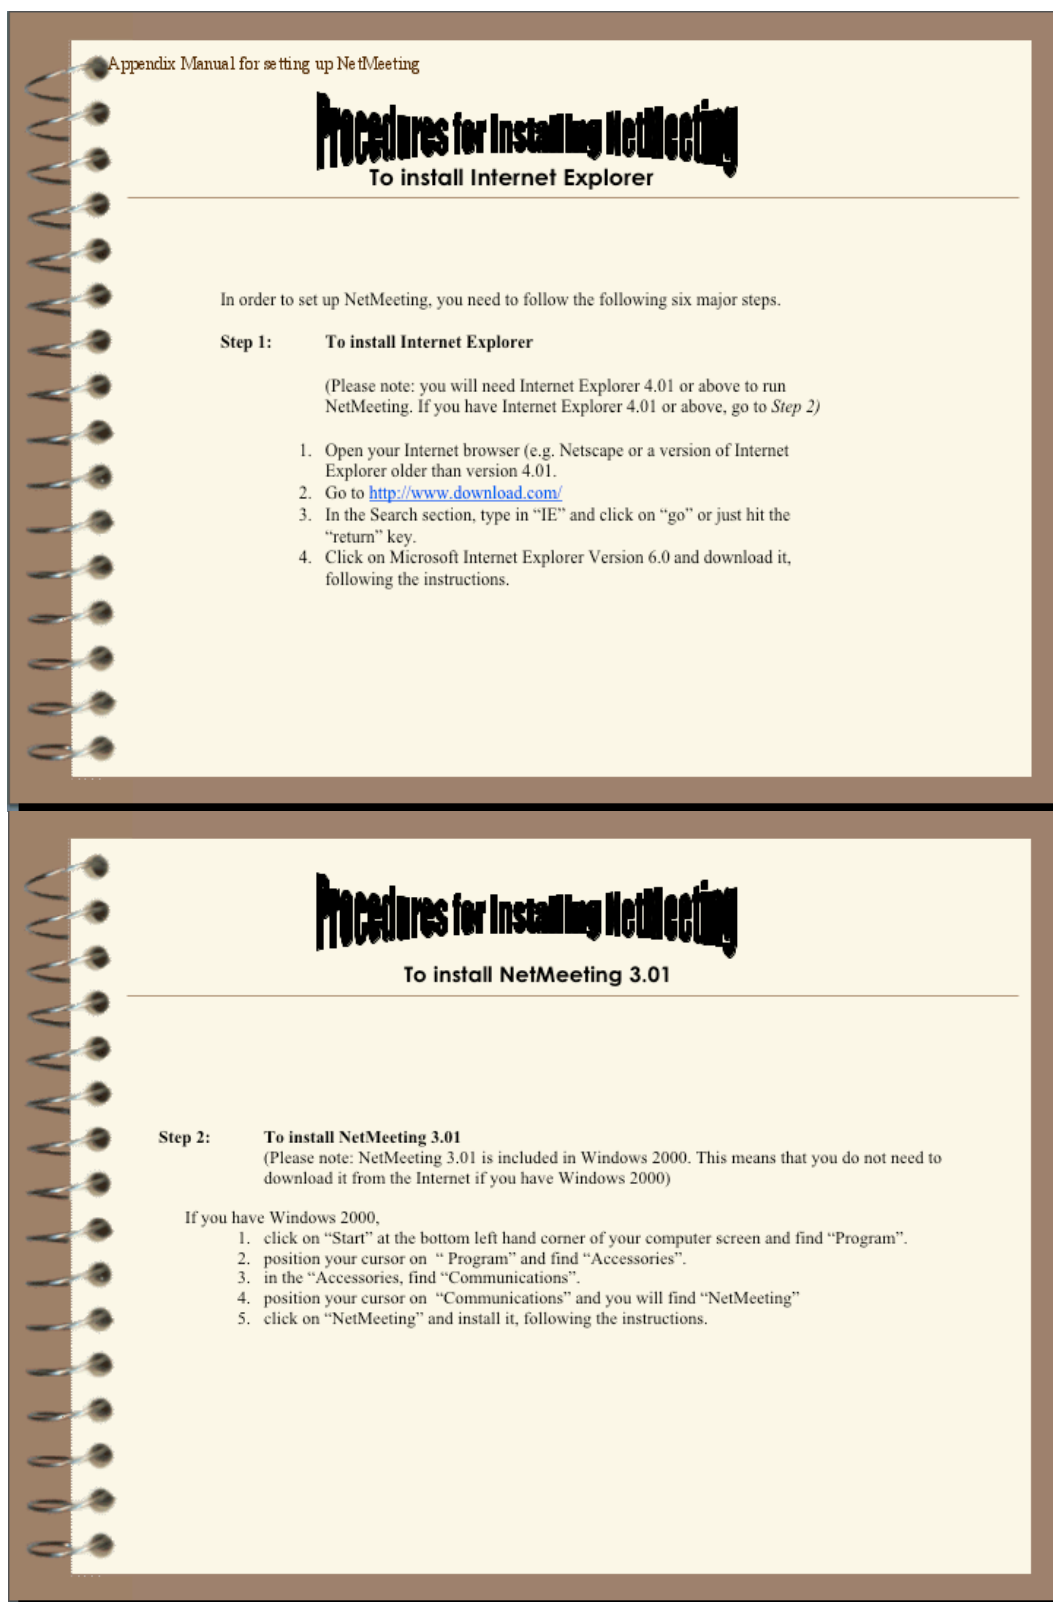 Appendix Manual for setting up NetMeeting
Procedures for Installing NetMeeting
To install Internet Explorer
In order to set up NetMeeting, you need to follow the following six major steps.
Step 1: To install Internet Explorer
(Please note: you will need Internet Explorer 4.01 or above to run
NetMeeting. If you have Internet Explorer 4.01 or above, go to Step 2)
1. Open your Internet browser (e.g. Netscape or a version of Internet
Explorer older than version 4.01.
2. Go to http://www.download.com/
3. In the Search section, type in “IE” and click on “go” or just hit the
“return” key.
4. Click on Microsoft Internet Explorer Version 6.0 and download it,
following the instructions.
Procedures for Installing NetMeeting
To install NetMeeting 3.01
Step 2: To install NetMeeting 3.01
(Please note: NetMeeting 3.01 is included in Windows 2000. This means that you do not need to
download it from the Internet if you have Windows 2000)
If you have Windows 2000,
1. click on “Start” at the bottom left hand corner of your computer screen and find “Program”.
2. position your cursor on “ Program” and find “Accessories”.
3. in the “Accessories, find “Communications”.
4. position your cursor on “Communications” and you will find “NetMeeting”
5. click on “NetMeeting” and install it, following the instructions.